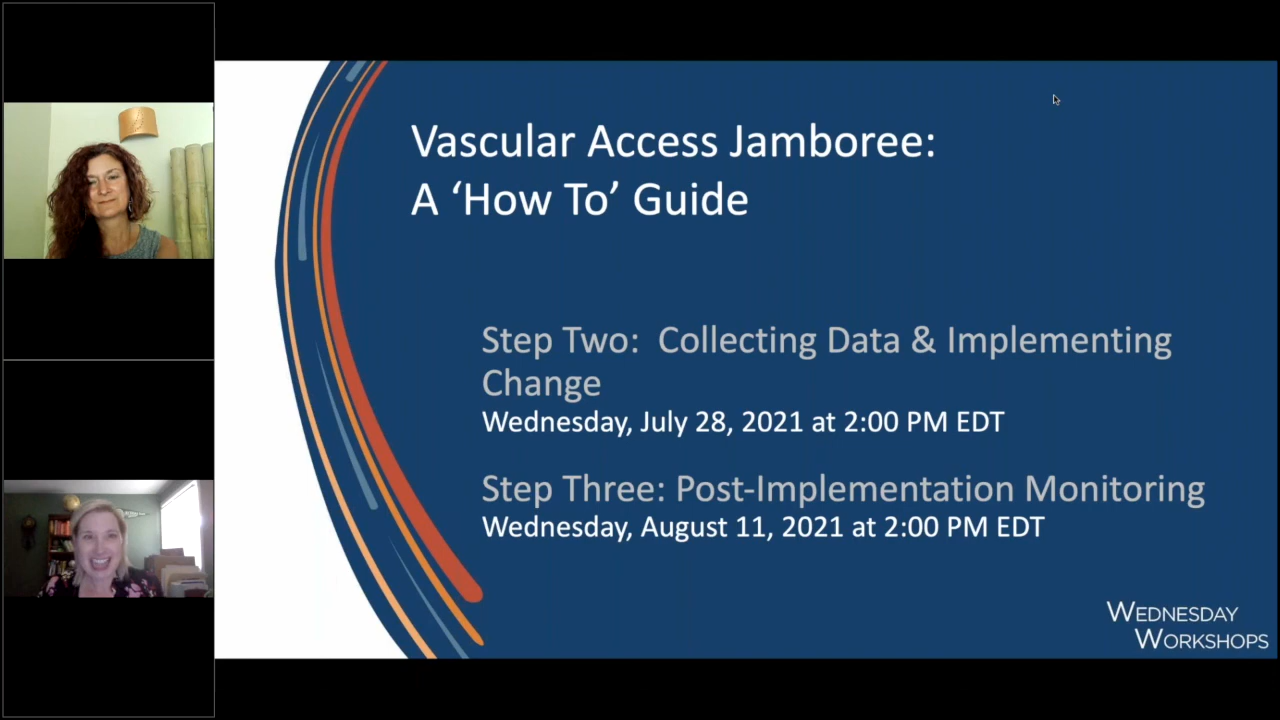 Vascular Access Jamboree:
A ‘How To’ Guide
Step Two:  Collecting Data & Implementing
Change
Wednesday, July 28, 2021 at 2:00 PM EDT
Step Three: Post-Implementation Monitoring
Wednesday, August 11, 2021 at 2:00 PM EDT
WEDNESDAY
WORKSHOPS